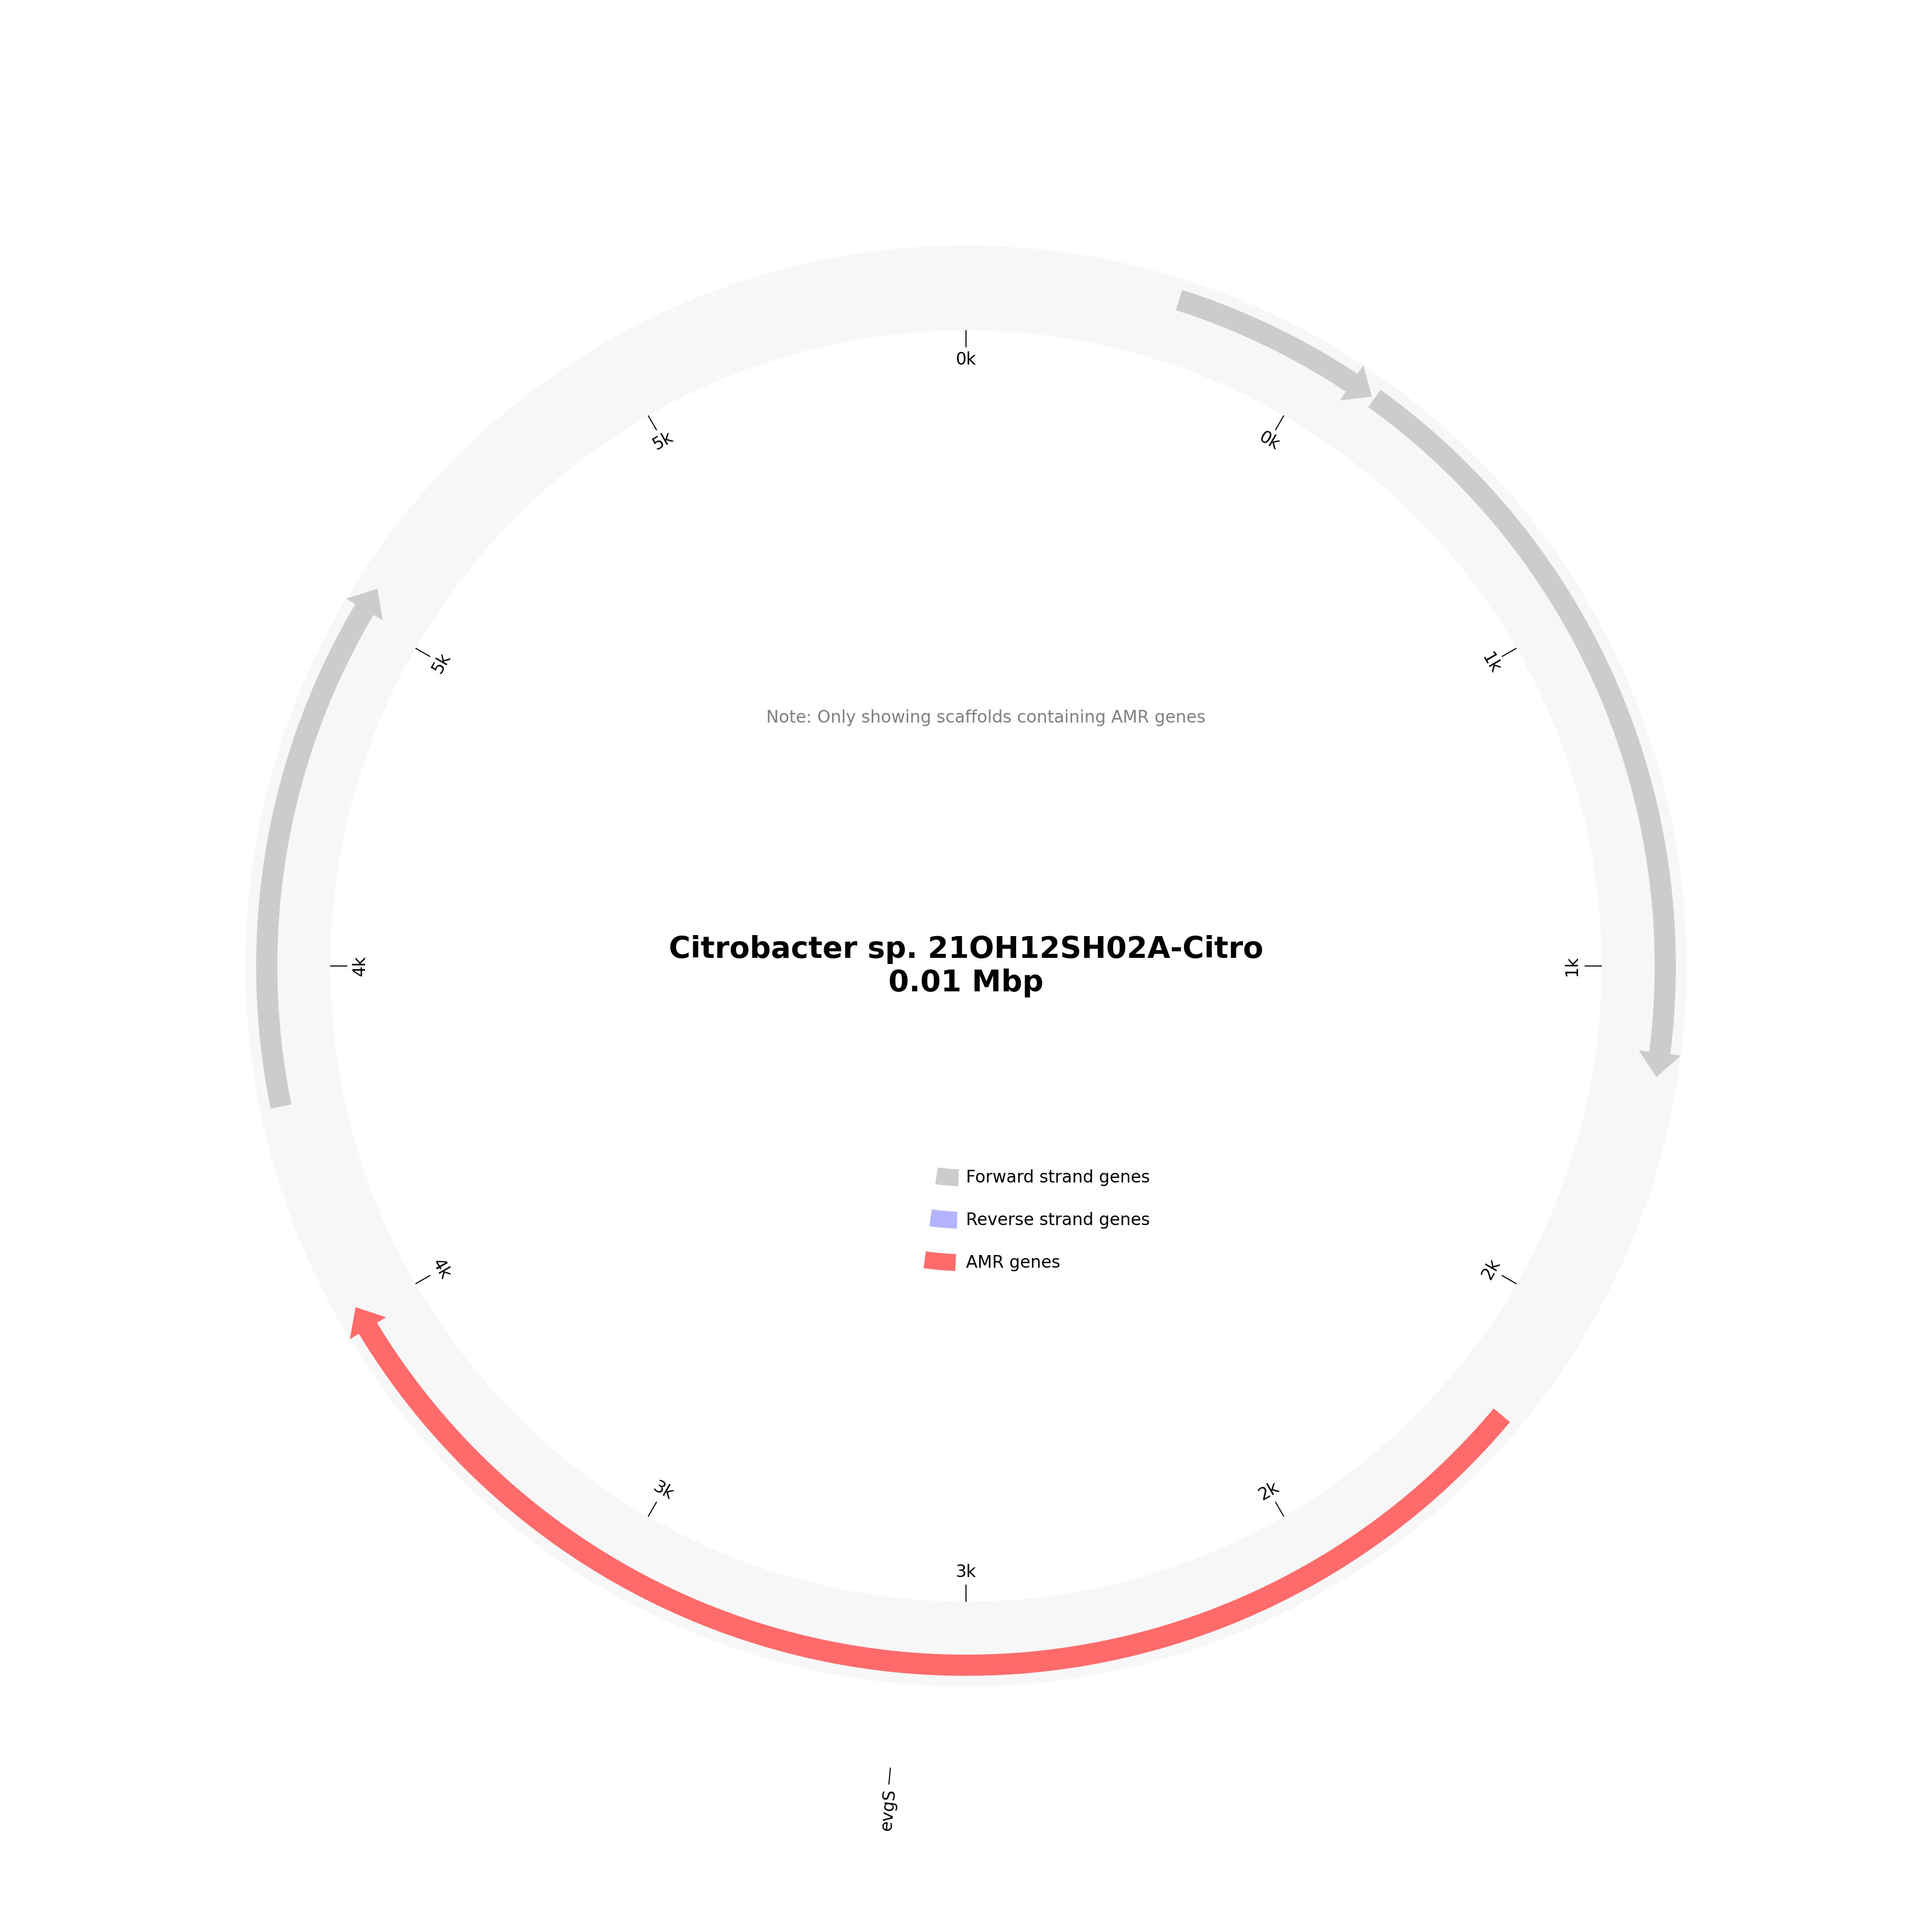 0k
0k
1k
1k
2k
2k
3k
3k
4k
4k
5k
5k
Note: Only showing scaffolds containing AMR genes
Citrobacter sp. 21OH12SH02A-Citro
0.01 Mbp
Forward strand genes
Reverse strand genes
AMR genes
evgS